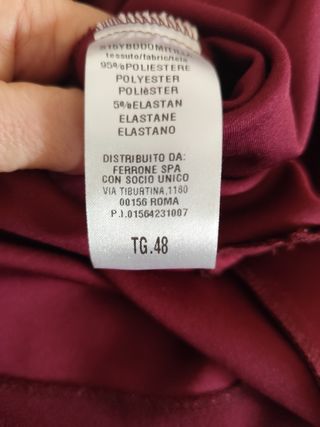 tessuto/fabric/tela
95%POLIESTERE
POLYESTER
POLIéSTER
5%ELASTAN
ELASTANE
ELASTANO
DISTRIBUITO DA:
FERRONE SPA
CON SOCIO UNICO
VIA TIBURTINA,1180
00156 ROMA
P.I.01564231007
TG.48